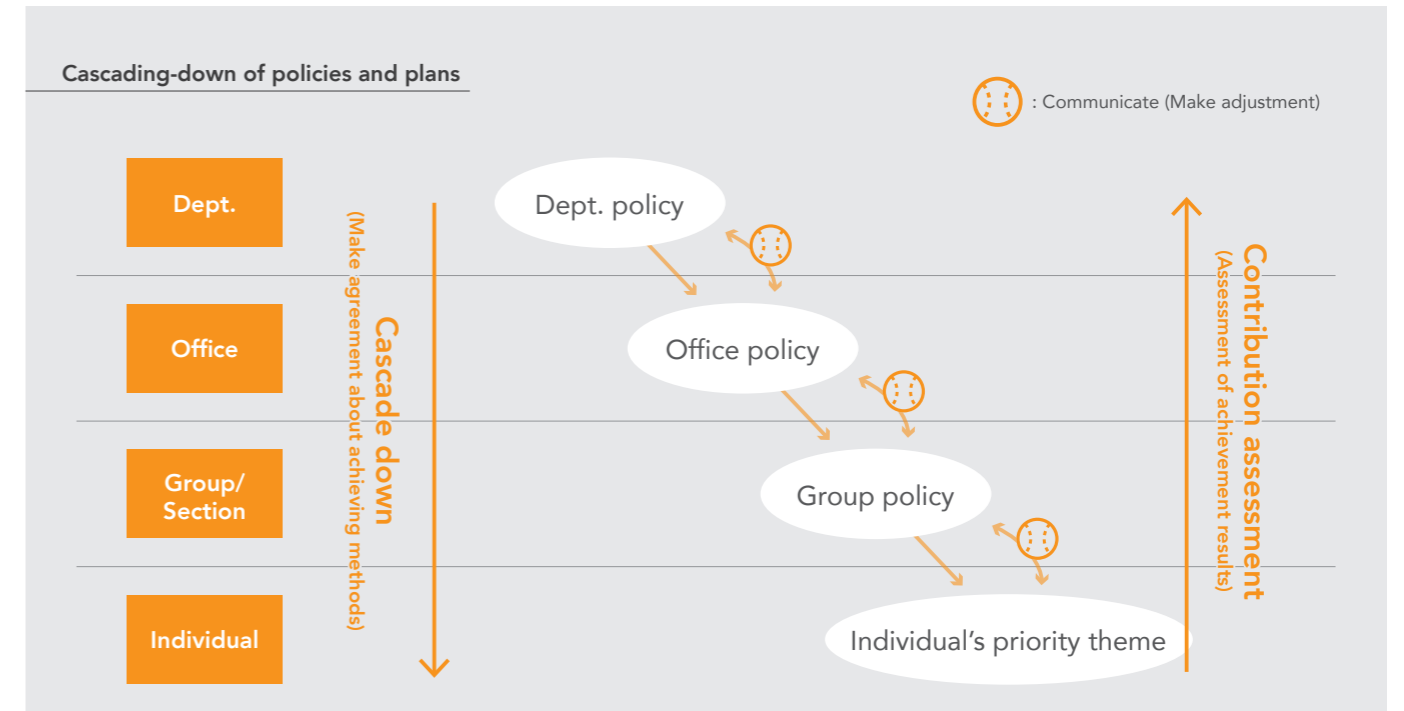 Cascading-down of policies and plans
: Communicate (Make adjustment)
Dept.
Office
Group/
Section
Individual
Cascade down
(Make agreement about achieving methods)
Dept. policy
Office policy
Group policy
Individual’s priority theme
Contribution assessment
(Assessment of achievement results)